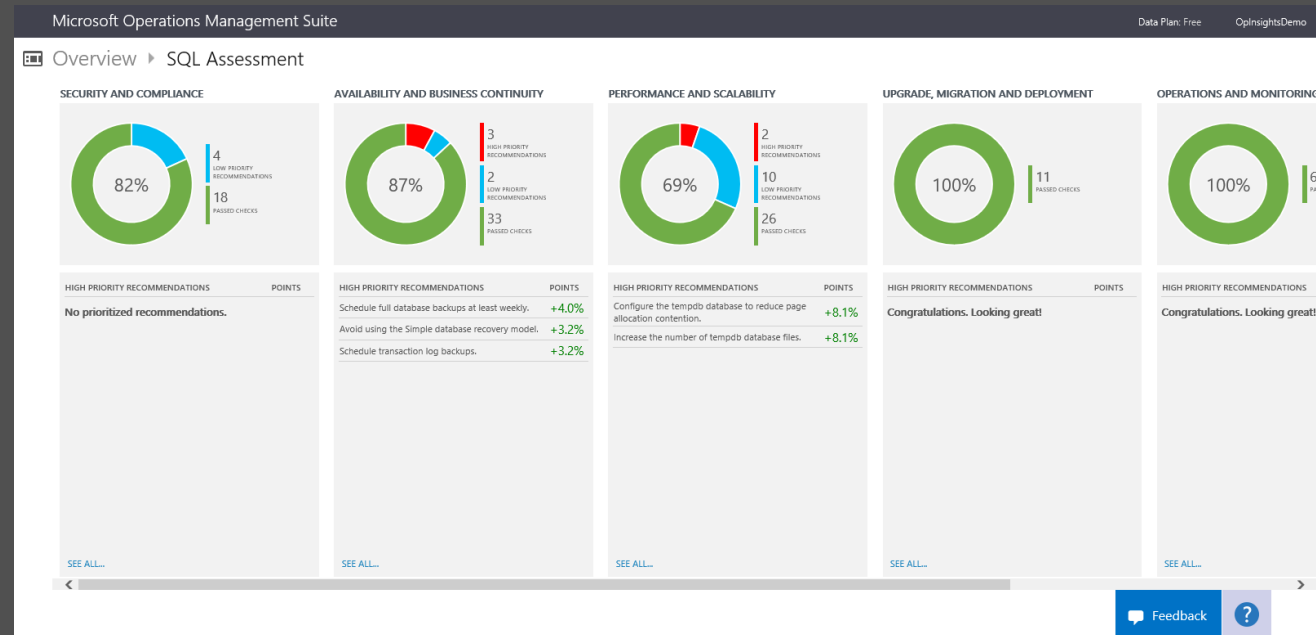 Microsoft Operations Management Suite
Data Plan: Free
OpInsightsDemo
Overview
SQL Assessment
SECURITY AND COMPLIANCE
82%
4
LOW PRIORITY
RECOMMENDATIONS
18
PASSED CHECKS
HIGH PRIORITY RECOMMENDATIONS POINTS
No prioritized recommendations.
SEE ALL...
AVAILABILITY AND BUSINESS CONTINUITY
87%
3
HIGH PRIORITY
RECOMMENDATIONS
2
LOW PRIORITY
RECOMMENDATIONS
33
PASSED CHECKS
HIGH PRIORITY RECOMMENDATIONS POINTS
Schedule full database backups at least weekly. +4.0%
Avoid using the Simple database recovery model. +3.2%
Schedule transaction log backups. +3.2%
SEE ALL...
PERFORMANCE AND SCALABILITY
69%
2
HIGH PRIORITY
RECOMMENDATIONS
10
LOW PRIORITY
RECOMMENDATIONS
26
PASSED CHECKS
HIGH PRIORITY RECOMMENDATIONS POINTS
Configure the tempdb database to reduce page
allocation contention. +8.1%
Increase the number of tempdb database files. +8.1%
SEE ALL...
UPGRADE, MIGRATION AND DEPLOYMENT
100%
11
PASSED CHECKS
HIGH PRIORITY RECOMMENDATIONS POINTS
Congratulations. Looking great!
SEE ALL...
OPERATIONS AND MONITORING
100%
6
HIGH PRIORITY RECOMMENDATIONS
Congratulations. Looking great!
SEE ALL...
Feedback
?